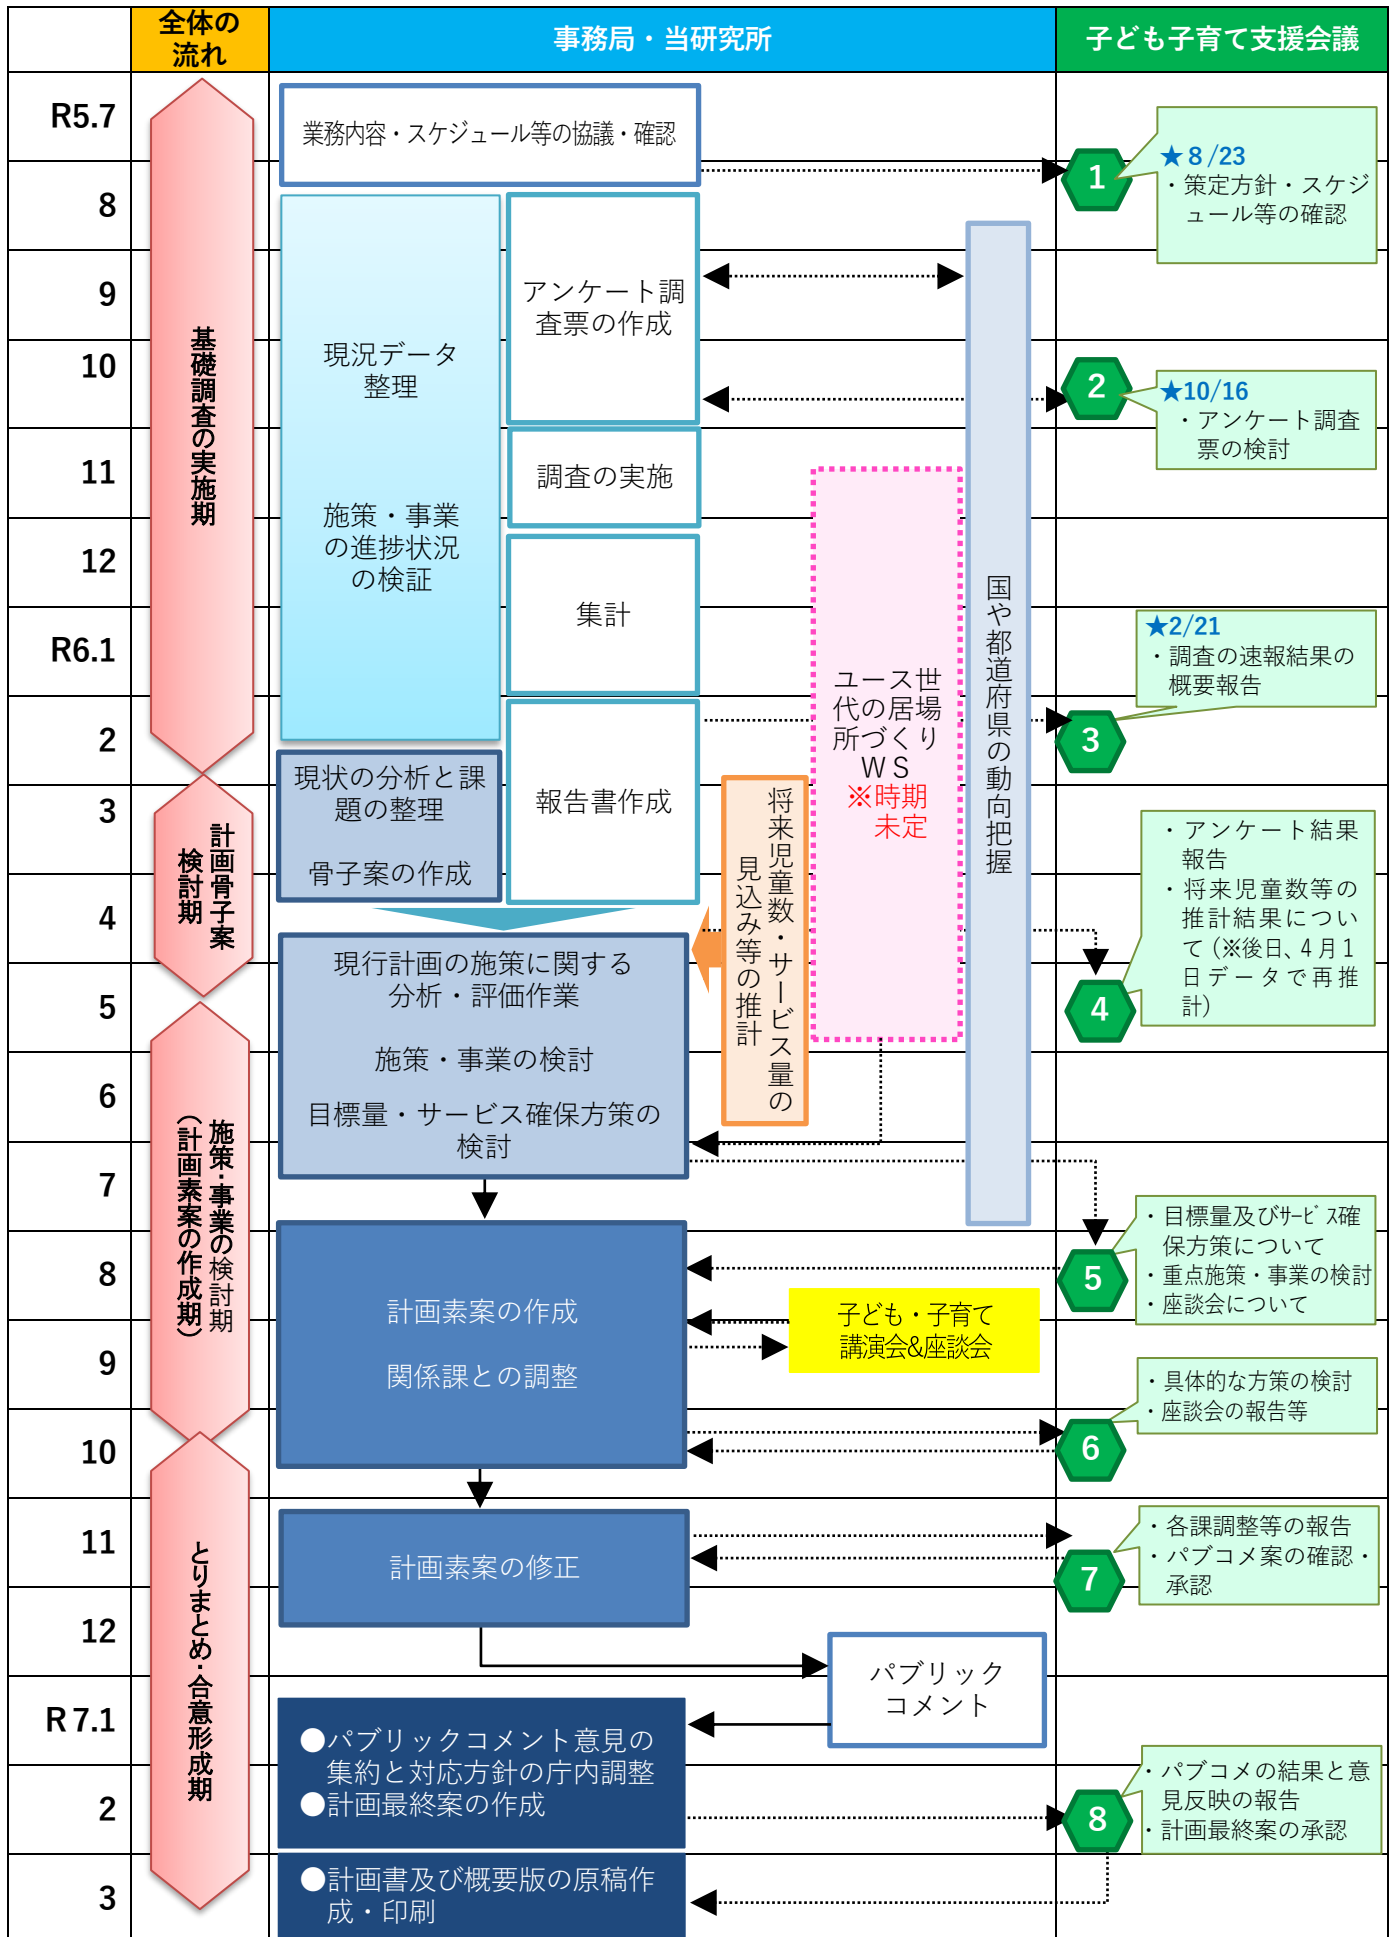 全体の
流れ
事務局・当研究所
子ども子育て支援会議
R5.7
8
9
10
11
12
R6.1
2
3
4
5
6
7
8
9
10
11
12
R7.1
2
3
基礎調査の実施期
計画骨子案
検討期
施策・事業の検討期
（計画素案の作成期）
とりまとめ・合意形成期
業務内容・スケジュール等の協議・確認
現況データ
整理
施策・事業
の進捗状況
の検証
アンケート調
査票の作成
調査の実施
集計
報告書作成
現状の分析と課
題の整理
骨子案の作成
将来児童数・サービス量の
見込み等の推計
ユース世
代の居場
所づくり
ＷＳ
※時期
未定
国や都道府県の動向把握
現行計画の施策に関する
分析・評価作業
施策・事業の検討
目標量・サービス確保方策の
検討
計画素案の作成
関係課との調整
子ども・子育て
講演会&座談会
計画素案の修正
パブリック
コメント
●パブリックコメント意見の
集約と対応方針の庁内調整
●計画最終案の作成
●計画書及び概要版の原稿作
成・印刷
1
★８/23
・策定方針・スケジ
ュール等の確認
2
★10/16
・アンケート調査
票の検討
3
★2/21
・調査の速報結果の
概要報告
4
・アンケート結果
報告
・将来児童数等の
推計結果につい
て（※後日、４月１
日データで再推
計）
5
・目標量及びｻｰﾋﾞｽ確
保方策について
・重点施策・事業の検討
・座談会について
6
・具体的な方策の検討
・座談会の報告等
7
・各課調整等の報告
・パブコメ案の確認・
承認
8
・パブコメの結果と意
見反映の報告
・計画最終案の承認